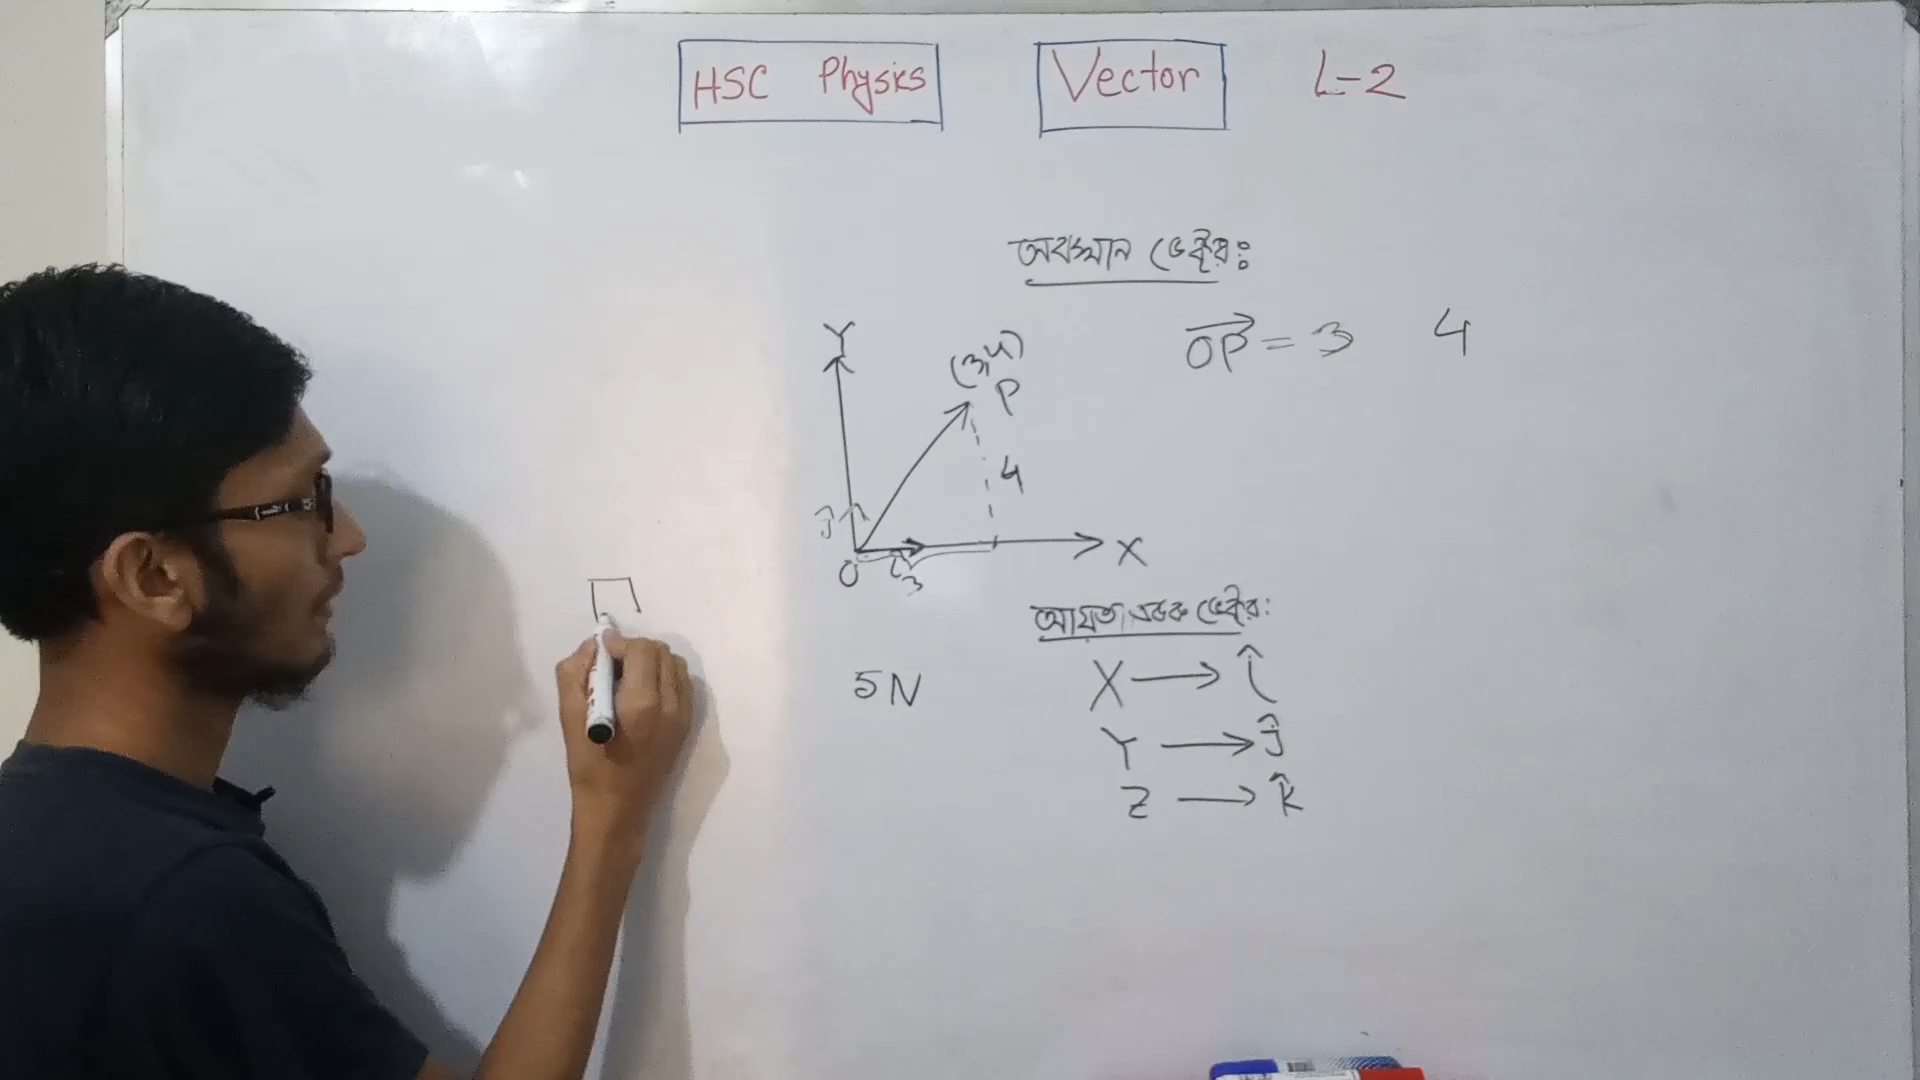 HSC Physics Vector L-2
অবস্থান ভেক্টর:
OP = 3 4
Y
(3,4)
P
4
ĵ
O 3 X
আয়ত একক ভেক্টর:
5N
X → î
Y → ĵ
Z → k̂